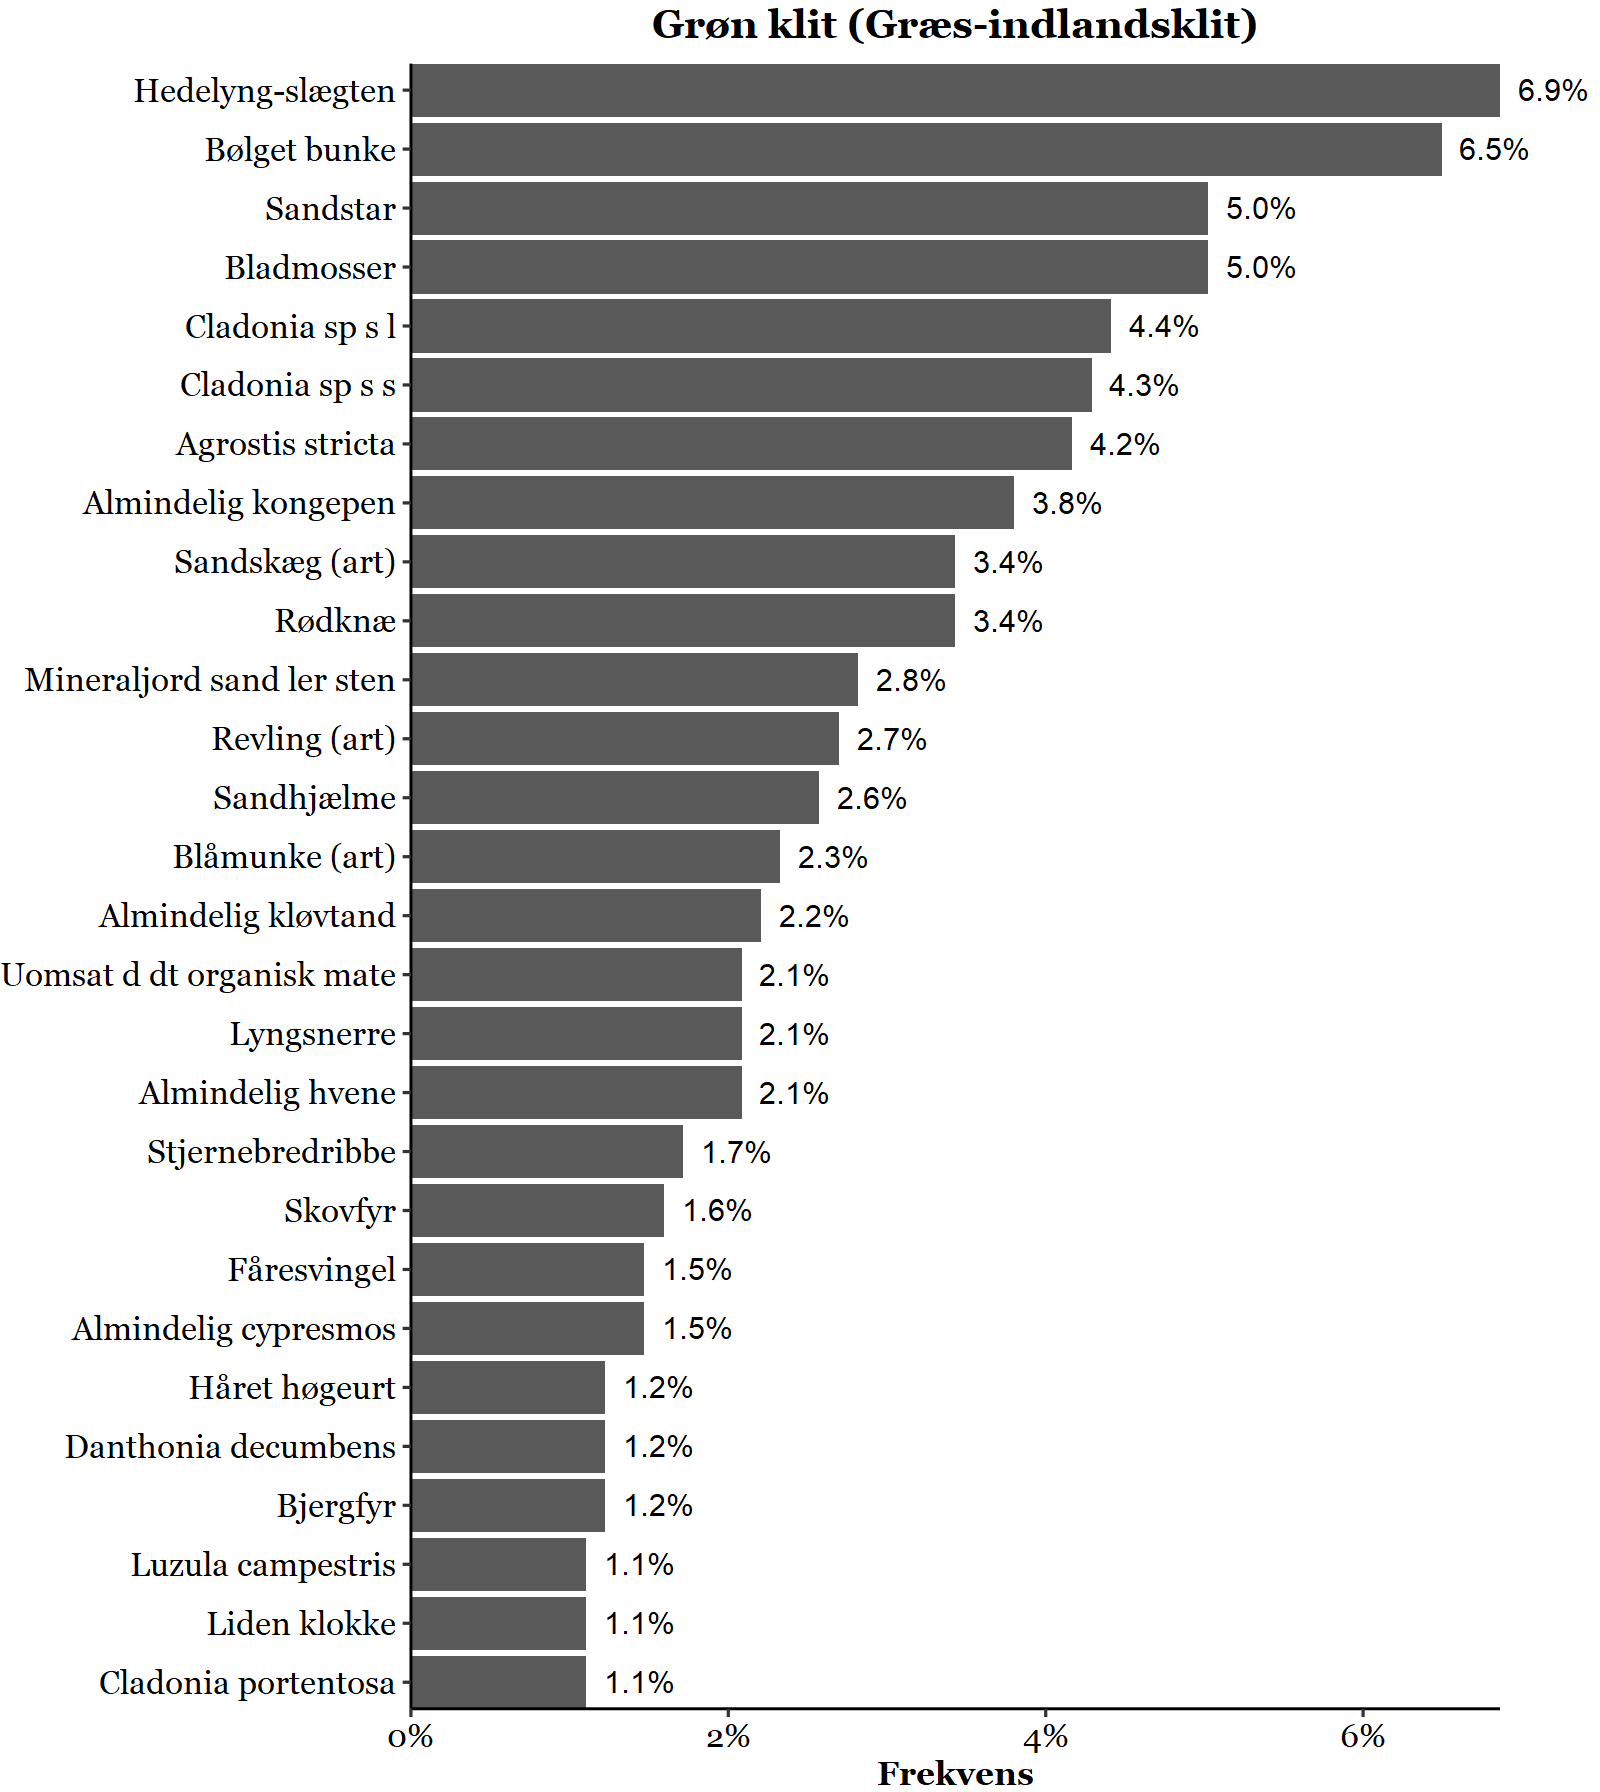 Grøn klit (Græs-indlandsklit)
Hedelyng-slægten 6.9%
Bølget bunke 6.5%
Sandstar 5.0%
Bladmosser 5.0%
Cladonia sp s l 4.4%
Cladonia sp s s 4.3%
Agrostis stricta 4.2%
Almindelig kongepen 3.8%
Sandskæg (art) 3.4%
Rødknæ 3.4%
Mineraljord sand ler sten 2.8%
Revling (art) 2.7%
Sandhjælme 2.6%
Blåmunke (art) 2.3%
Almindelig kløvtand 2.2%
Uomsat d dt organisk mate 2.1%
Lyngsnerre 2.1%
Almindelig hvene 2.1%
Stjernebredribbe 1.7%
Skovfyr 1.6%
Fåresvingel 1.5%
Almindelig cypresmos 1.5%
Håret høgeurt 1.2%
Danthonia decumbens 1.2%
Bjergfyr 1.2%
Luzula campestris 1.1%
Liden klokke 1.1%
Cladonia portentosa 1.1%
0% 2% 4% 6%
Frekvens